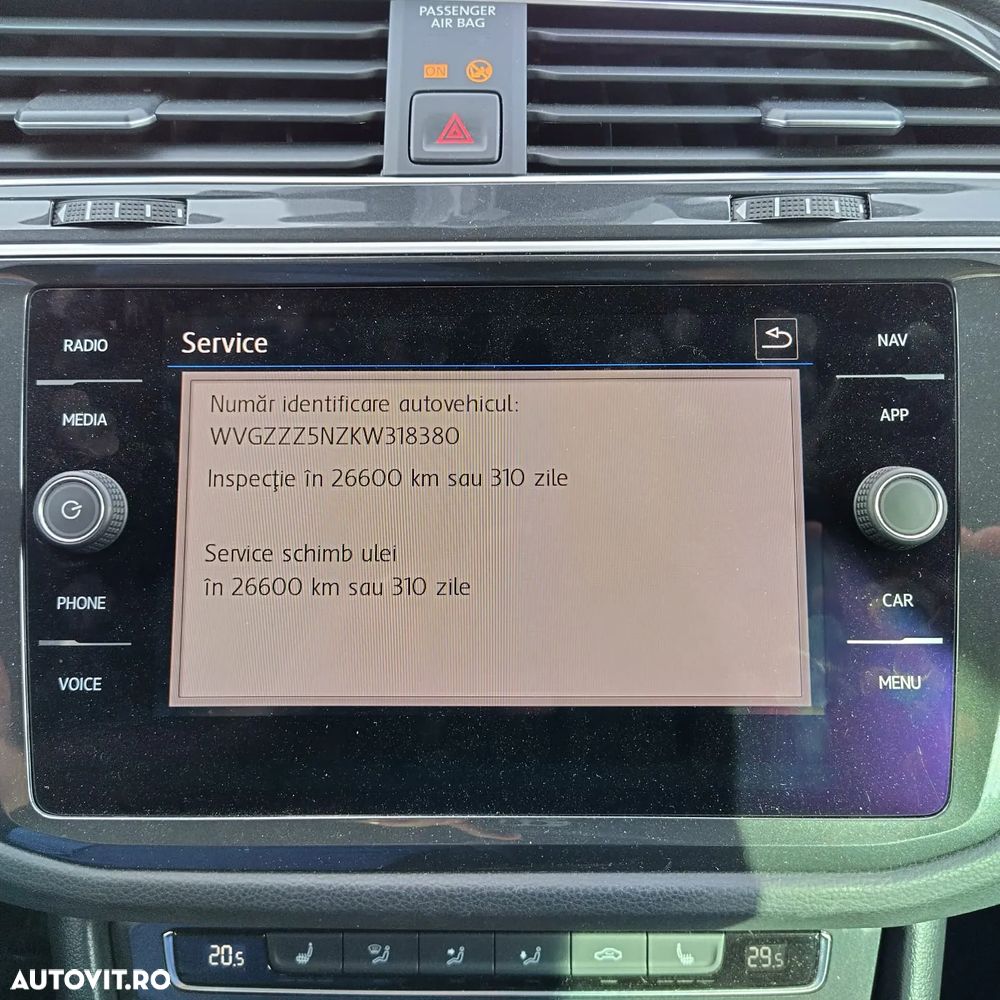 PASSENGER
AIR BAG
ON
RADIO
Service
NAV
MEDIA
Număr identificare autovehicul:
WVGZZZ5NZKW318380
APP
Inspecţie în 26600 km sau 310 zile
Service schimb ulei
în 26600 km sau 310 zile
PHONE
CAR
VOICE
MENU
20.5
29.5
AUTOVIT.RO